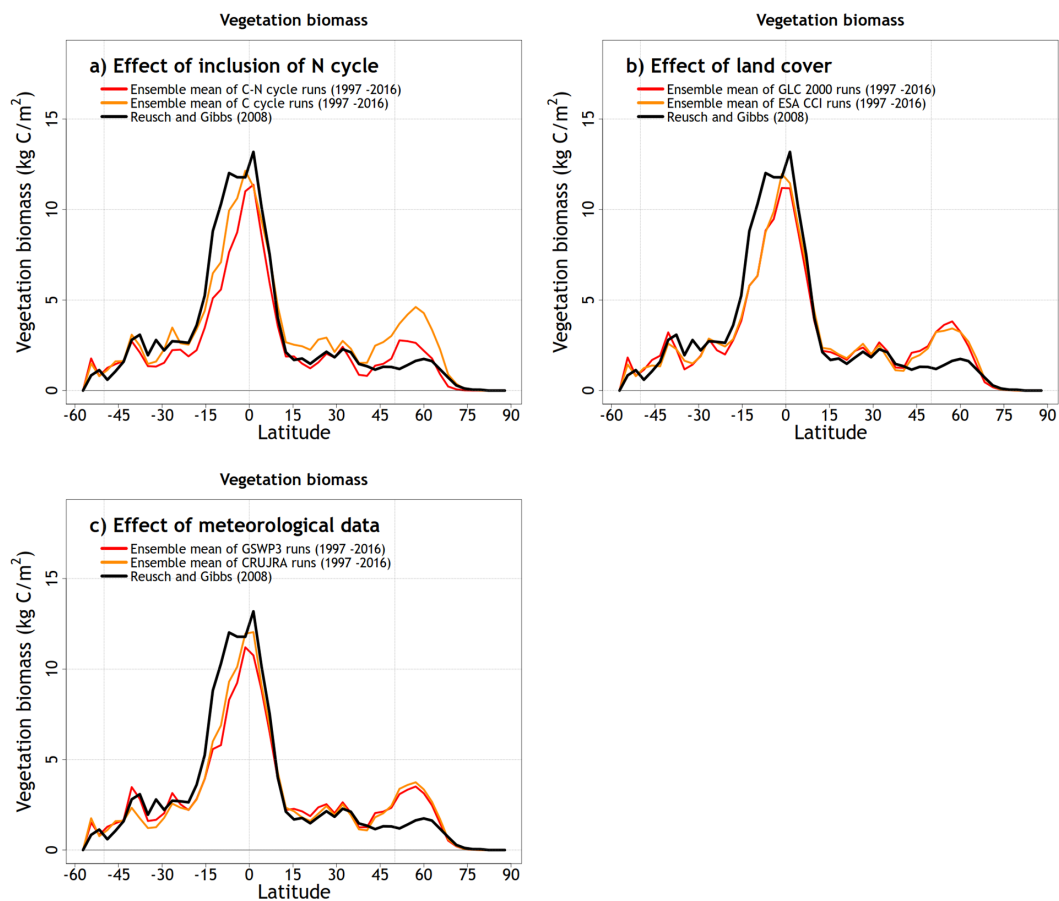 Vegetation biomass
a) Effect of inclusion of N cycle
Ensemble mean of C-N cycle runs (1997 -2016)
Ensemble mean of C cycle runs (1997 -2016)
Reusch and Gibbs (2008)
Vegetation biomass (kg C/m²)
15
10
5
0
-60 -45 -30 -15 0 15 30 45 60 75 90
Latitude
Vegetation biomass
b) Effect of land cover
Ensemble mean of GLC 2000 runs (1997 -2016)
Ensemble mean of ESA CCI runs (1997 -2016)
Reusch and Gibbs (2008)
Vegetation biomass (kg C/m²)
15
10
5
0
-60 -45 -30 -15 0 15 30 45 60 75 90
Latitude
Vegetation biomass
c) Effect of meteorological data
Ensemble mean of GSWP3 runs (1997 -2016)
Ensemble mean of CRUJRA runs (1997 -2016)
Reusch and Gibbs (2008)
Vegetation biomass (kg C/m²)
15
10
5
0
-60 -45 -30 -15 0 15 30 45 60 75 90
Latitude